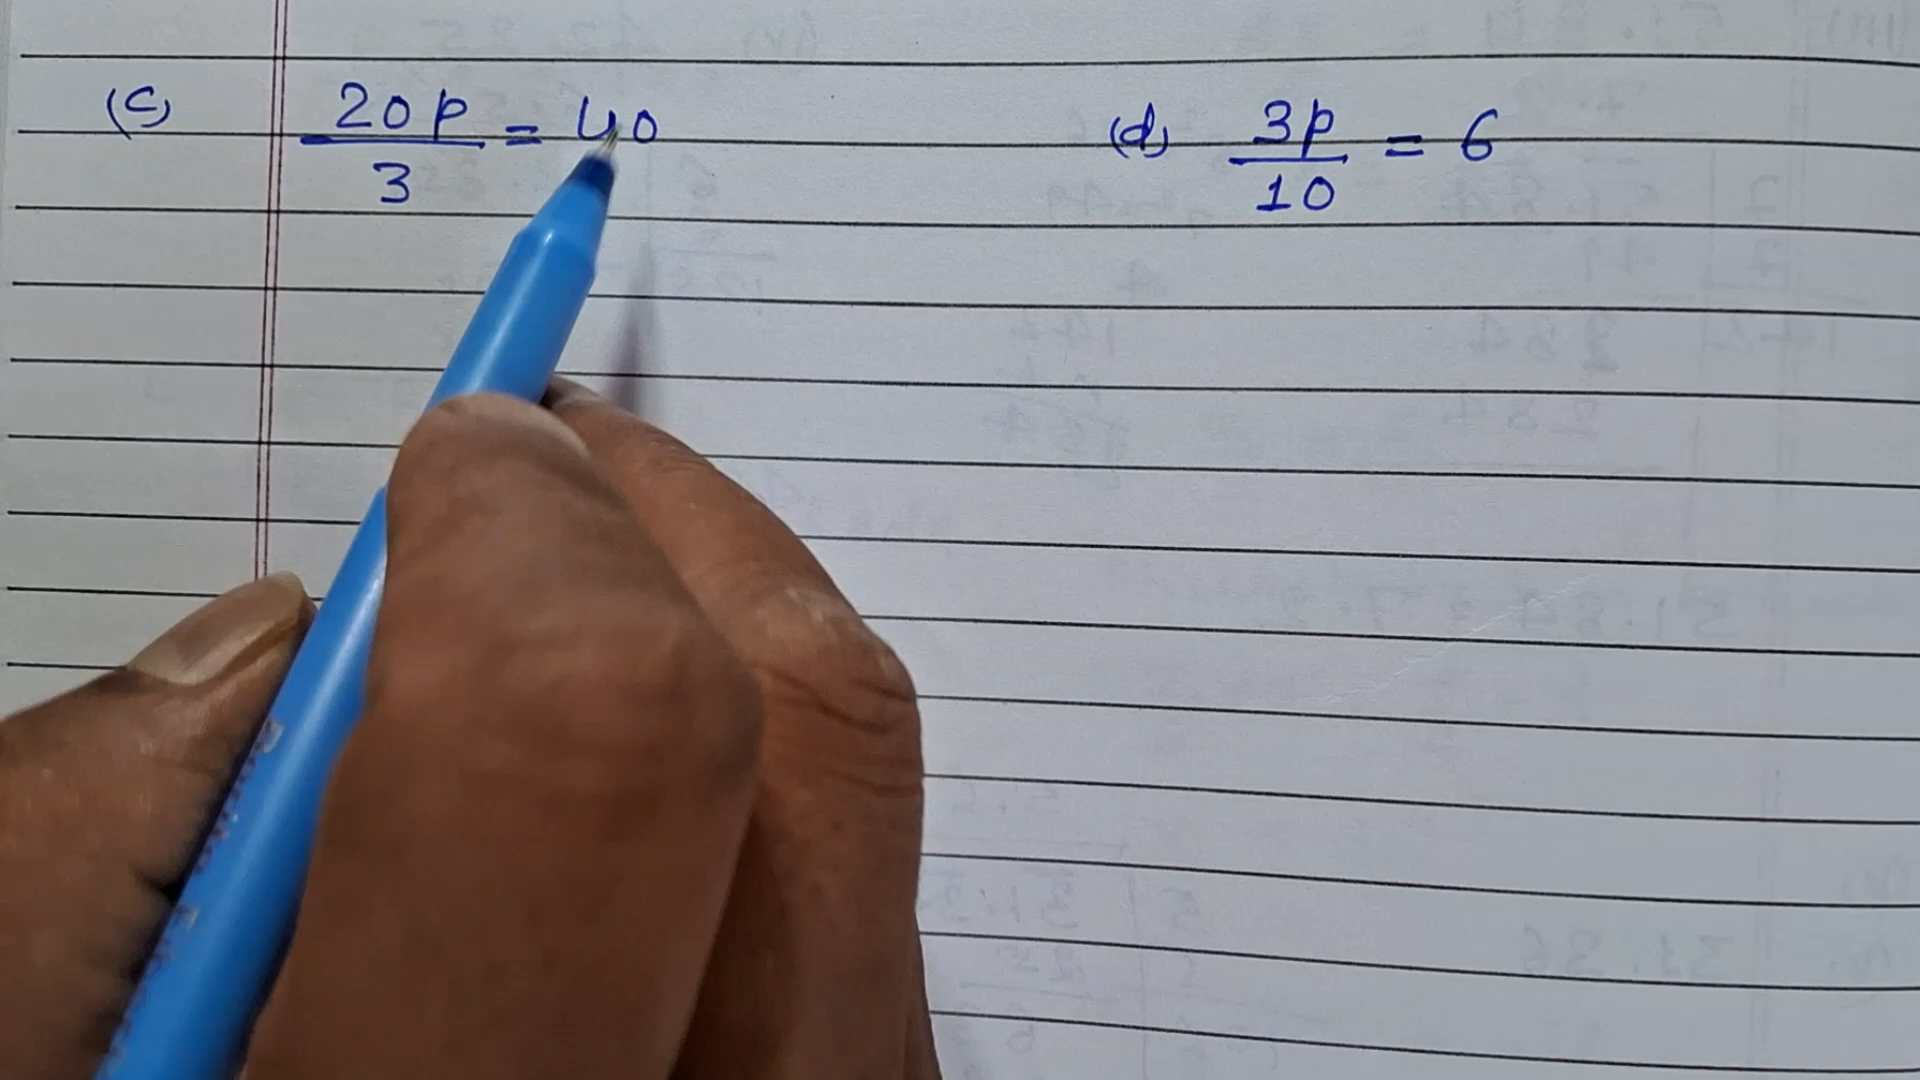 (c) 20p/3 = 40
(d) 3p/10 = 6